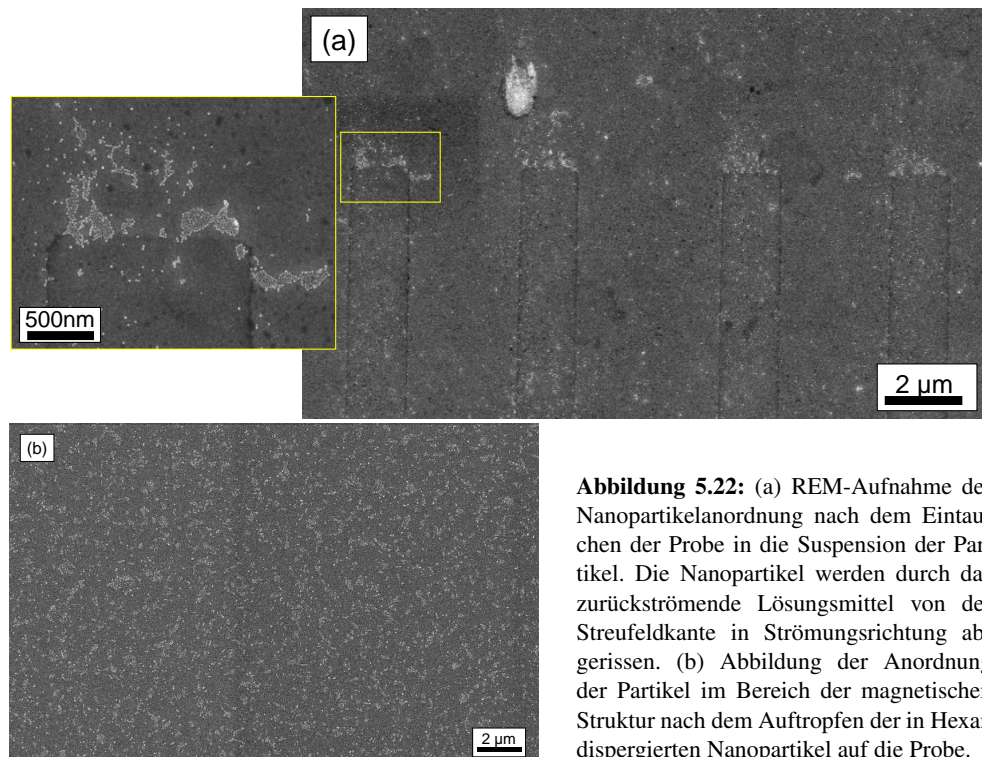 (a)
500nm
2 µm
(b)
2 µm
Abbildung 5.22: (a) REM-Aufnahme de
Nanopartikelanordnung nach dem Eintau
chen der Probe in die Suspension der Par
tikel. Die Nanopartikel werden durch da
zurückströmende Lösungsmittel von de
Streufeldkante in Strömungsrichtung ab
gerissen. (b) Abbildung der Anordnung
der Partikel im Bereich der magnetischer
Struktur nach dem Auftropfen der in Hexan
dispergierten Nanopartikel auf die Probe.